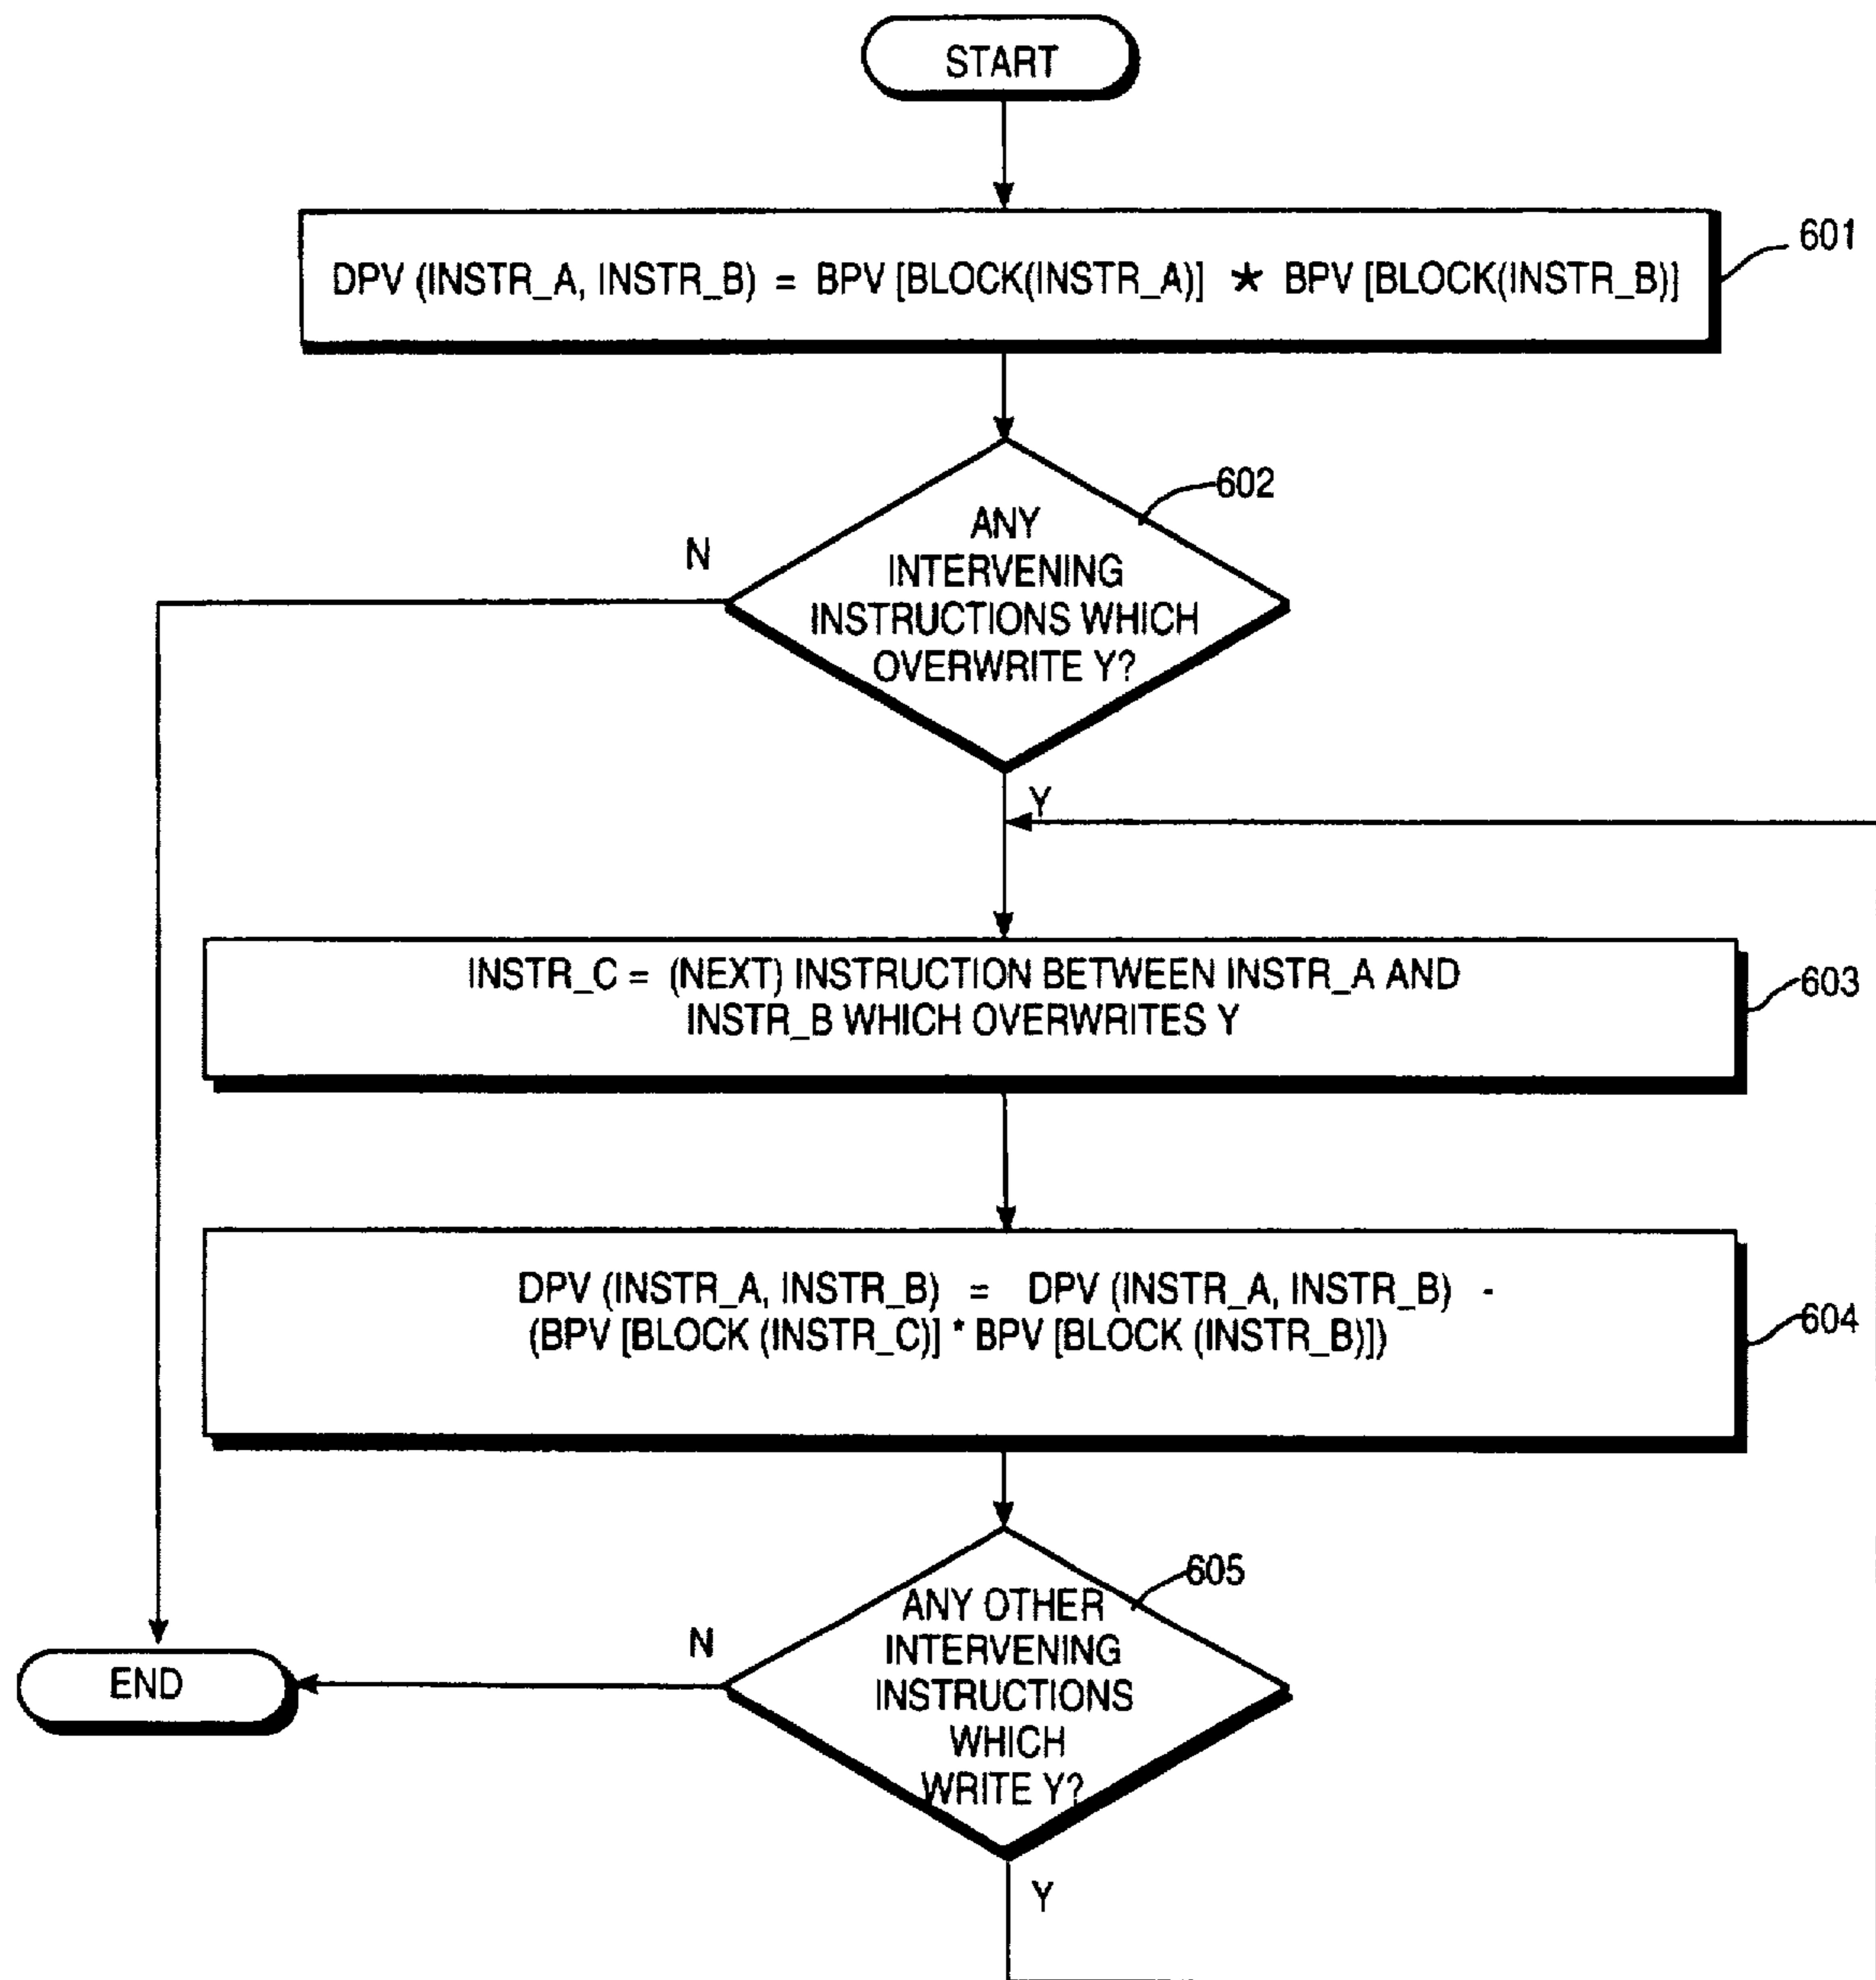 START
DPV (INSTR_A, INSTR_B) = BPV [BLOCK(INSTR_A)] ★ BPV [BLOCK(INSTR_B)]
601
602
ANY
INTERVENING
INSTRUCTIONS WHICH
OVERWRITE Y?
N
Y
INSTR_C = (NEXT) INSTRUCTION BETWEEN INSTR_A AND
INSTR_B WHICH OVERWRITES Y
603
DPV (INSTR_A, INSTR_B) = DPV (INSTR_A, INSTR_B) -
(BPV [BLOCK (INSTR_C)] * BPV [BLOCK (INSTR_B)])
604
605
ANY OTHER
INTERVENING
INSTRUCTIONS
WHICH
WRITE Y?
N
END
Y